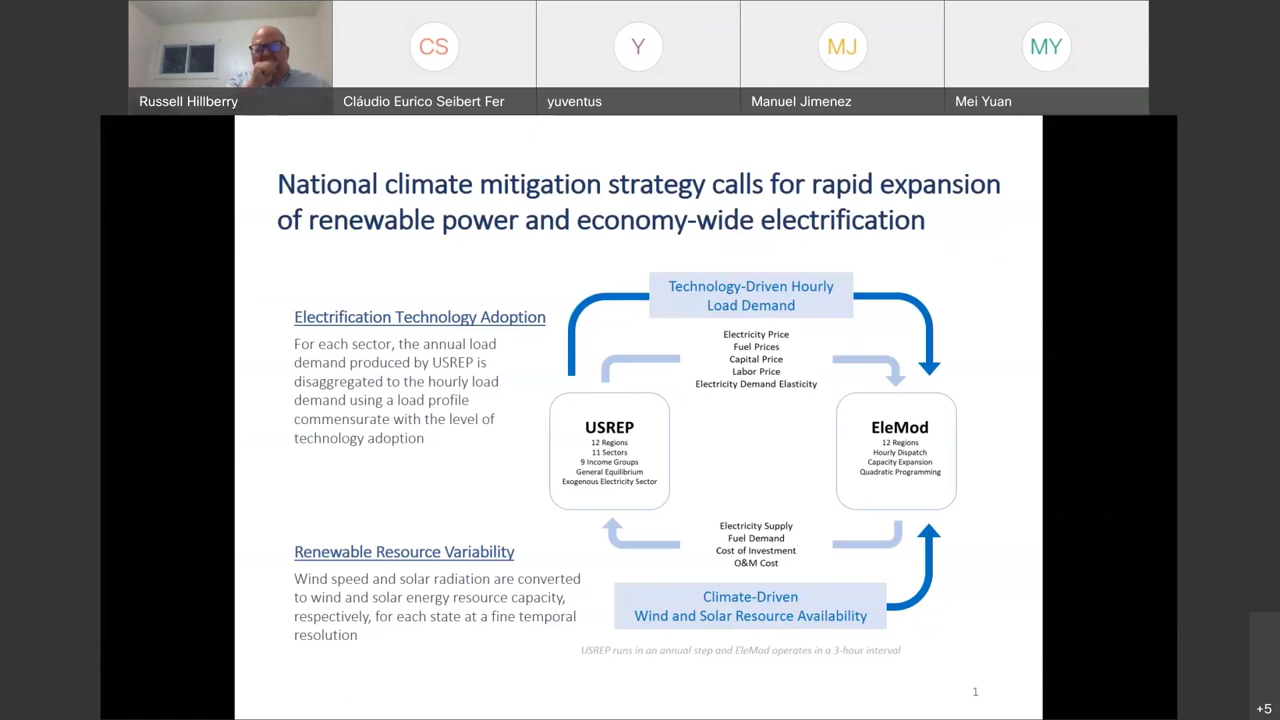 CS
Y
MJ
MY
Russell Hillberry
Cláudio Eurico Seibert Fer
yuventus
Manuel Jimenez
Mei Yuan
National climate mitigation strategy calls for rapid expansion
of renewable power and economy-wide electrification
Technology-Driven Hourly
Load Demand
Electrification Technology Adoption
For each sector, the annual load
demand produced by USREP is
disaggregated to the hourly load
demand using a load profile
commensurate with the level of
technology adoption
Electricity Price
Fuel Prices
Capital Price
Labor Price
Electricity Demand Elasticity
USREP
12 Regions
11 Sectors
9 Income Groups
General Equilibrium
Exogenous Electricity Sector
EleMod
12 Regions
Hourly Dispatch
Capacity Expansion
Quadratic Programming
Electricity Supply
Fuel Demand
Cost of Investment
O&M Cost
Renewable Resource Variability
Wind speed and solar radiation are converted
to wind and solar energy resource capacity,
respectively, for each state at a fine temporal
resolution
Climate-Driven
Wind and Solar Resource Availability
USREP runs in an annual step and EleMod operates in a 3-hour interval
1
+5